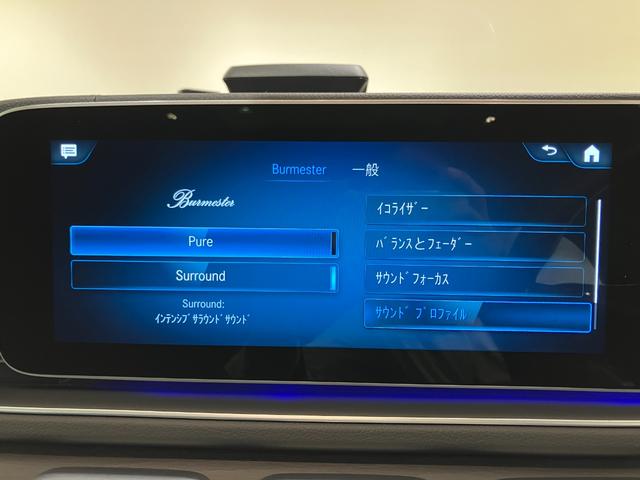 Burmester 一般
Burmester
Pure
Surround
Surround:
インテンシブサラウンドサウンド
イコライザー
バランスとフェーダー
サウンドフォーカス
サウンド プロファイル